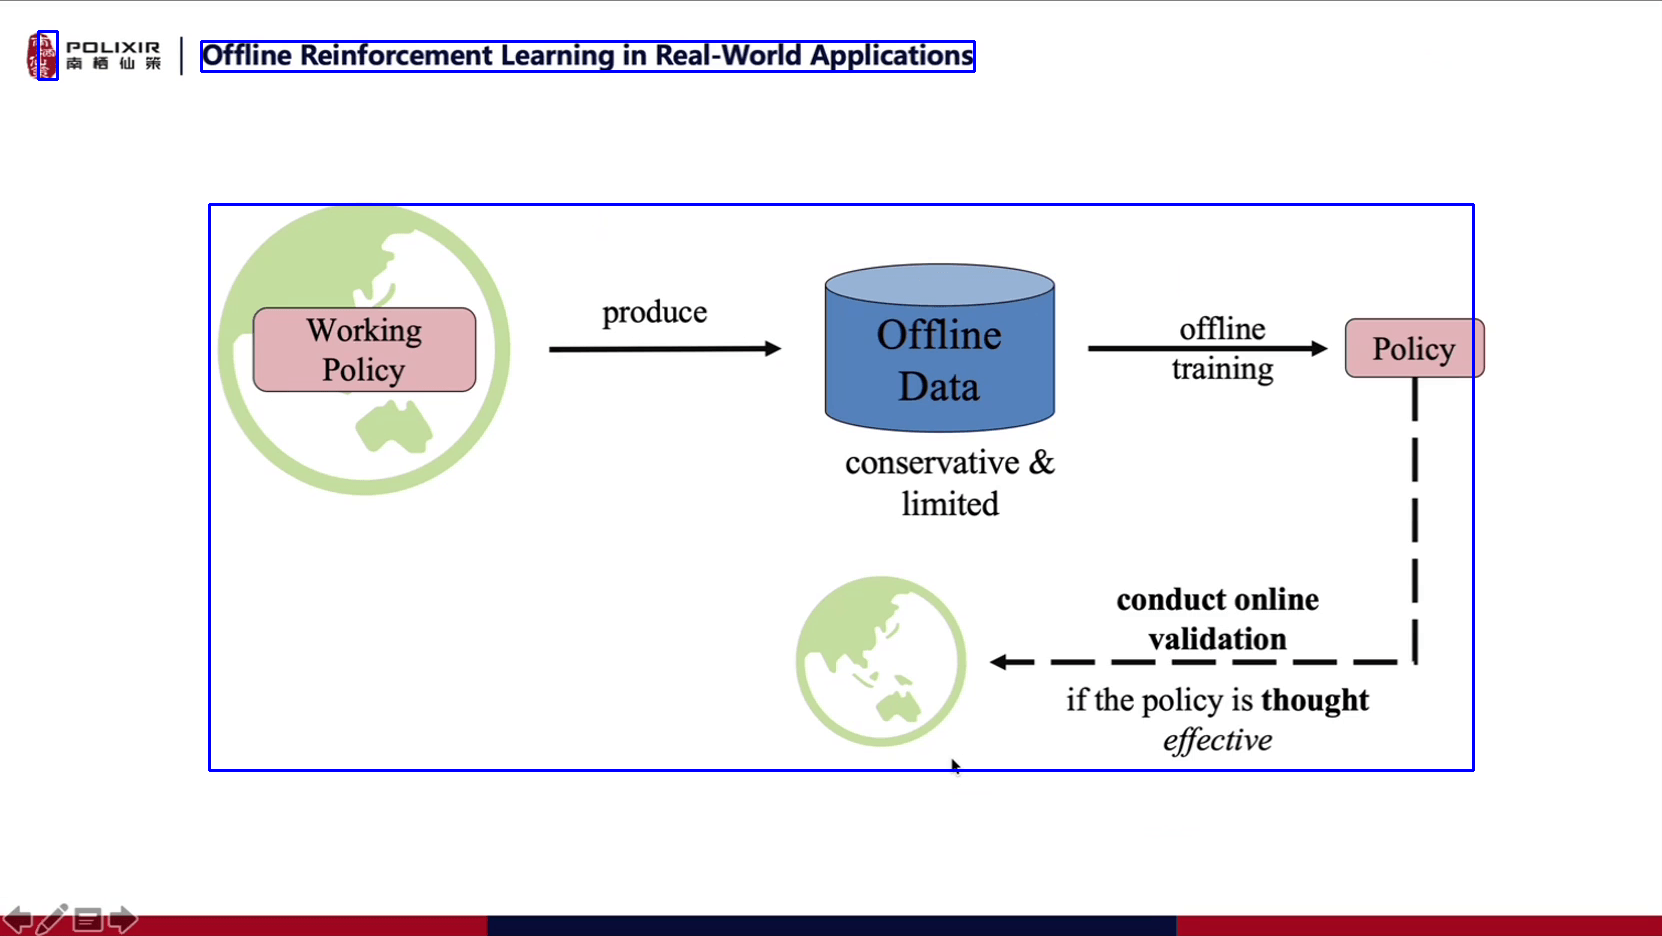 POLIXIR
南栖仙策
Offline Reinforcement Learning in Real-World Applications
Working
Policy
produce
Offline
Data
conservative &
limited
offline
training
Policy
conduct online
validation
if the policy is thought
effective